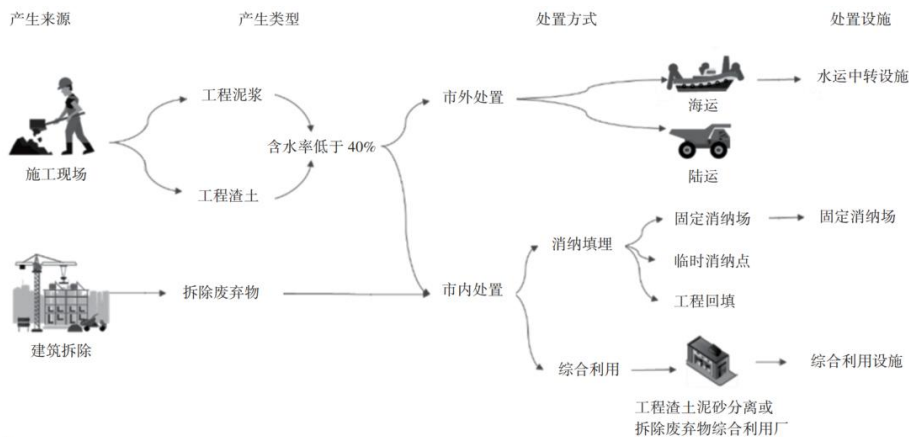 产生来源
产生类型
处置方式
处置设施
施工现场
工程泥浆
工程渣土
含水率低于 40%
市外处置
海运
水运中转设施
陆运
建筑拆除
拆除废弃物
市内处置
消纳填埋
固定消纳场
固定消纳场
临时消纳点
工程回填
综合利用
工程渣土泥砂分离或
拆除废弃物综合利用厂
综合利用设施